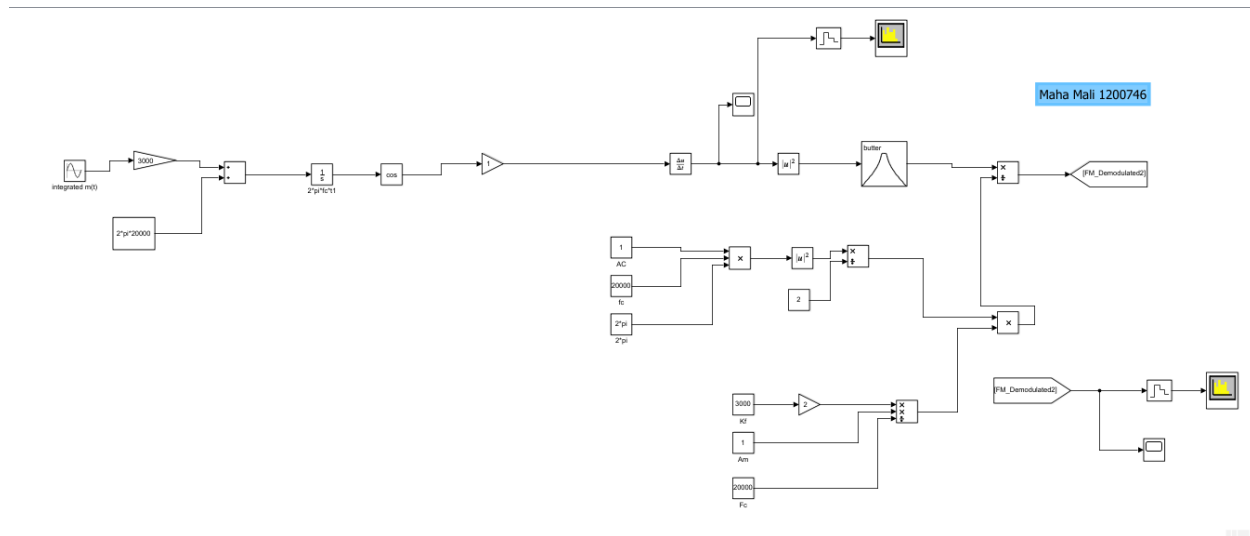 Maha Mali 1200746
integrated m(t)
3000
+
+
2*pi*20000
1
s
2*pi*fc*t1
cos
1
Δu
Δt
|u|²
butter
×
÷
[FM_Demodulated2]
1
AC
20000
fc
2*pi
2*pi
×
|u|²
×
÷
2
×
3000
Kf
2
1
Am
20000
Fc
×
×
÷
[FM_Demodulated2]